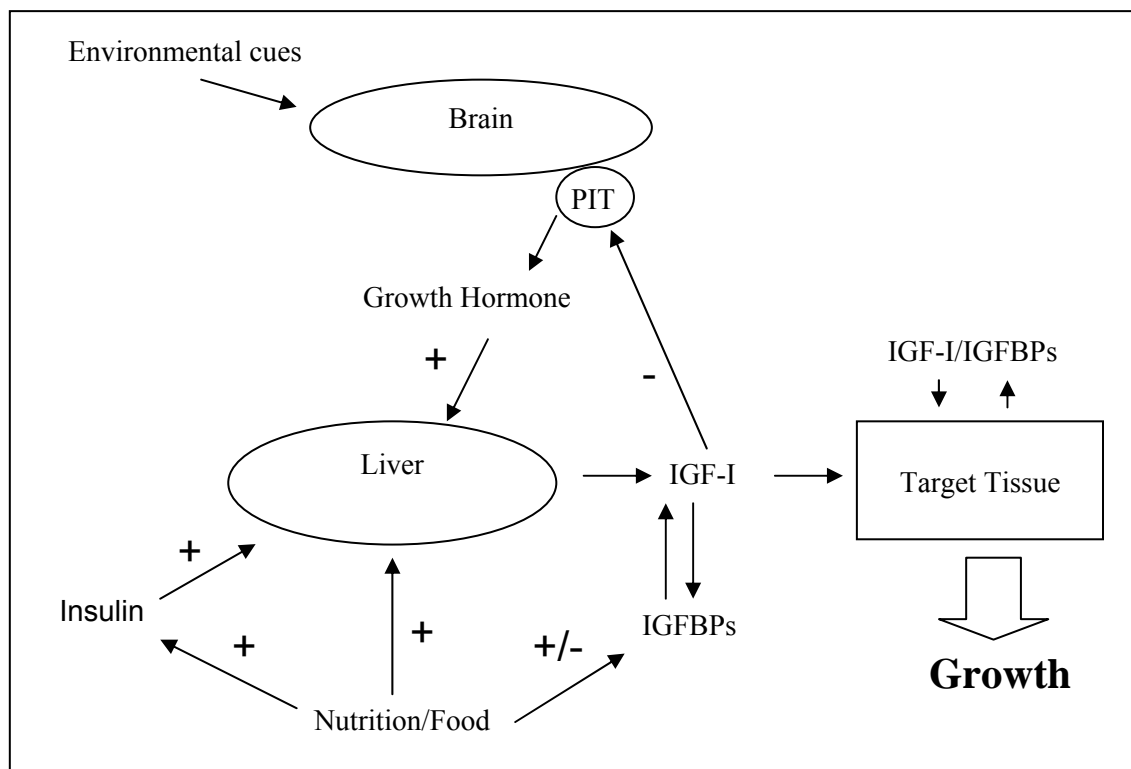 Environmental cues
Brain
PIT
Growth Hormone
+
-
IGF-I/IGFBPs
Liver
IGF-I
Target Tissue
+
Insulin
+
+
+/-
IGFBPs
Growth
Nutrition/Food